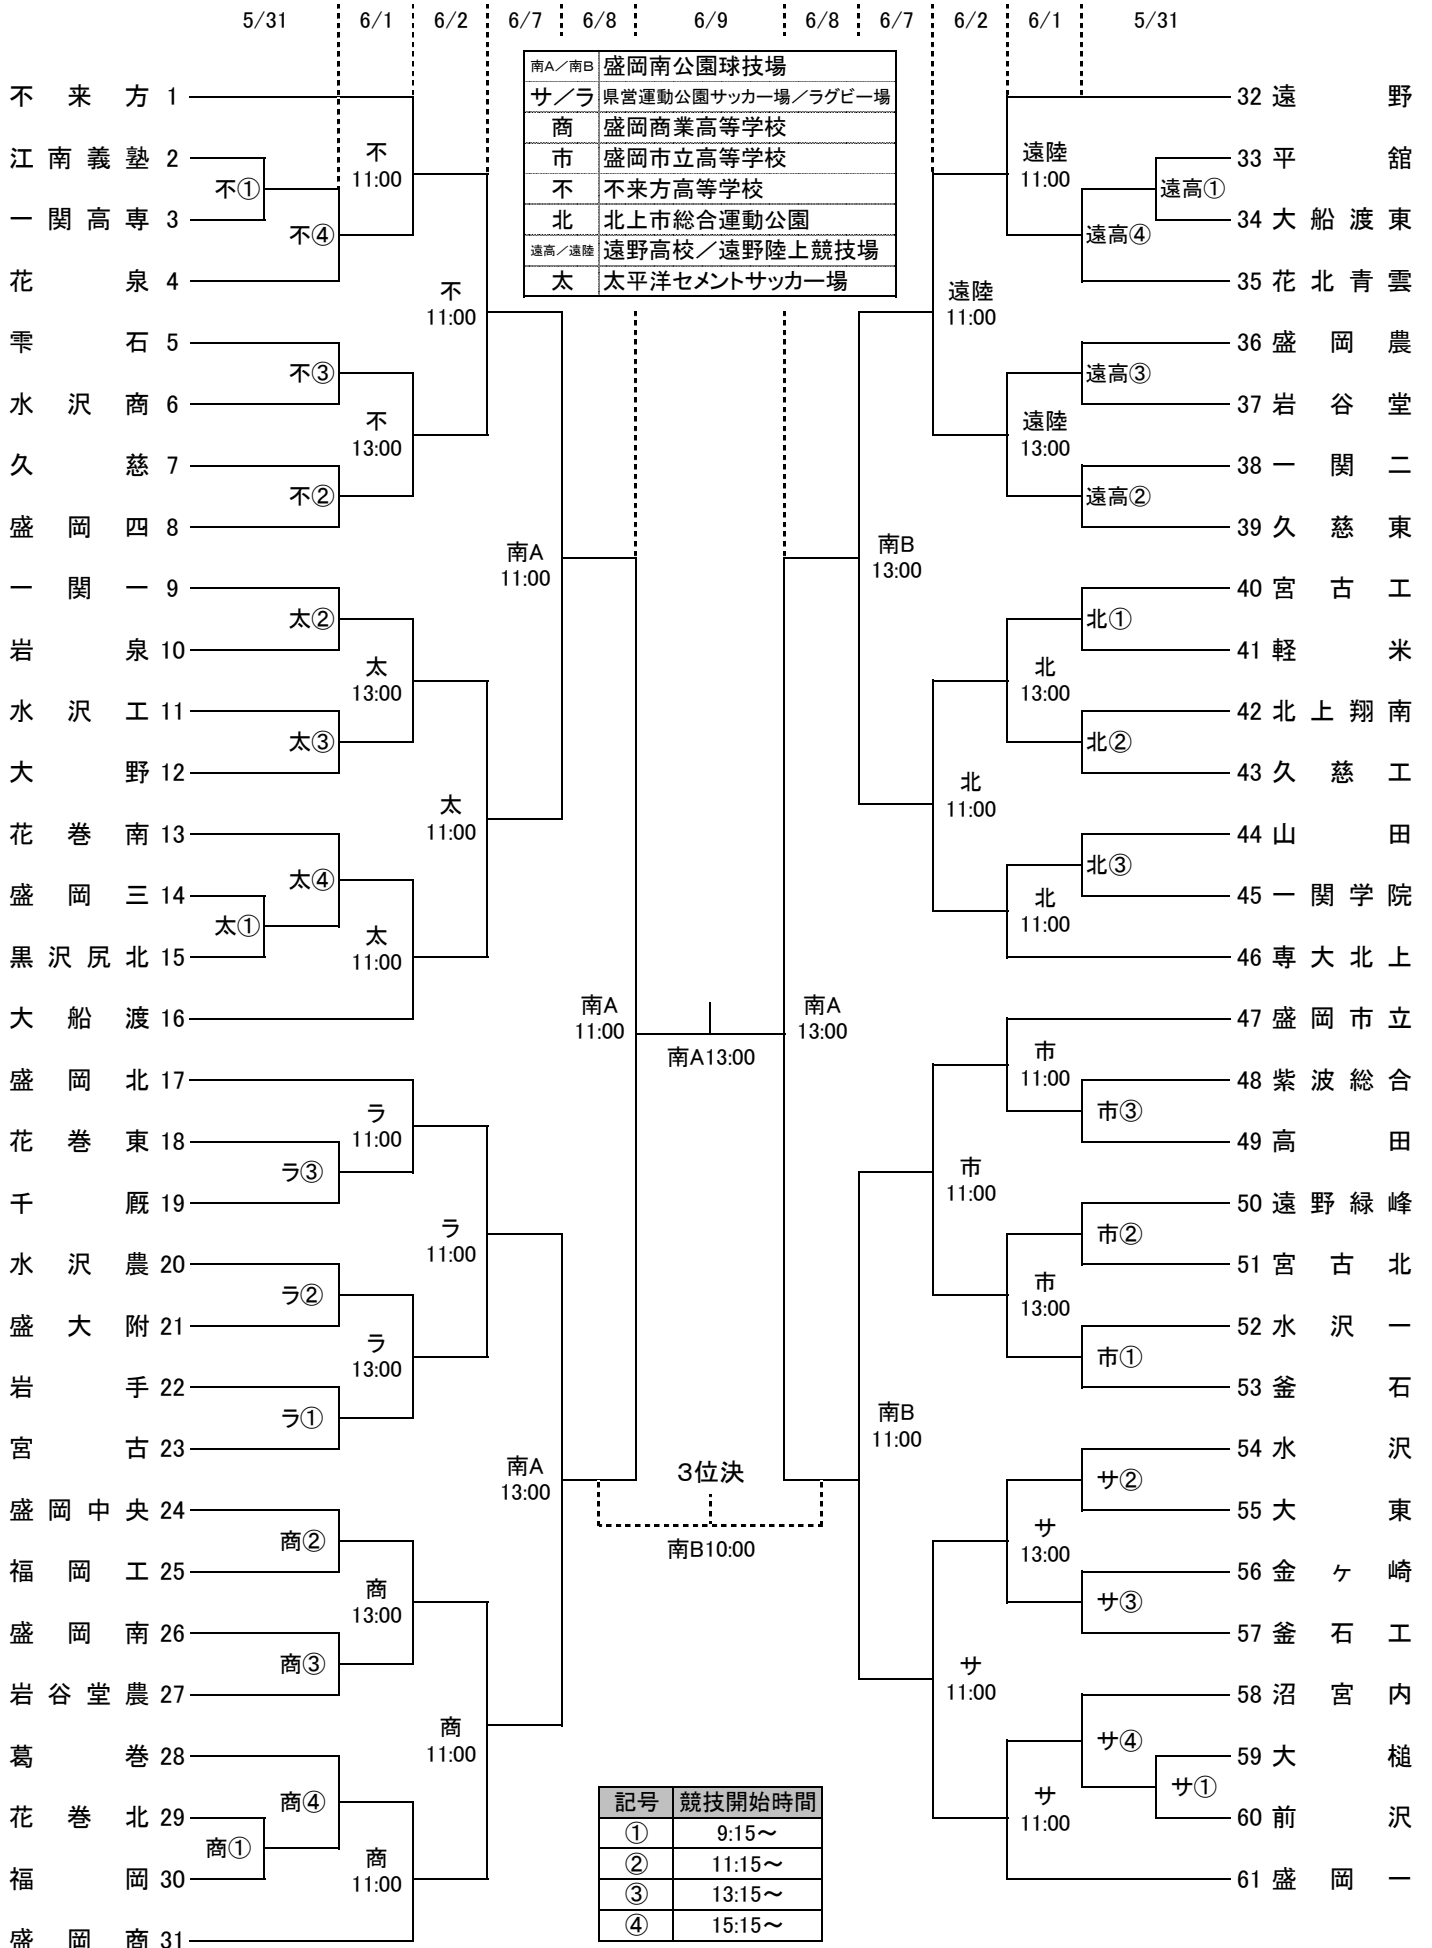 5/31 6/1 6/2 6/7 6/8 6/9 6/8 6/7 6/2 6/1 5/31
南A/南B 盛岡南公園球技場
サ/ラ 県営運動公園サッカー場/ラグビー場
商 盛岡商業高等学校
市 盛岡市立高等学校
不 不来方高等学校
北 北上市総合運動公園
遠高/遠陸 遠野高校/遠野陸上競技場
太 太平洋セメントサッカー場
不来方 1
江南義塾 2
一関高専 3
花泉 4
雫石 5
水沢商 6
久慈 7
盛岡四 8
一関一 9
岩泉 10
水沢工 11
大野 12
花巻南 13
盛岡三 14
黒沢尻北 15
大船渡 16
盛岡北 17
花巻東 18
千厩 19
水沢農 20
盛大附 21
岩手 22
宮古 23
盛岡中央 24
福岡工 25
盛岡南 26
岩谷堂農 27
葛巻 28
花巻北 29
福岡 30
盛岡商 31
不①
不④
不③
不②
太②
太③
太④
太①
ラ③
ラ②
ラ①
商②
商③
商④
商①
不
11:00
不
13:00
太
13:00
太
11:00
ラ
11:00
ラ
13:00
商
13:00
商
11:00
不
11:00
太
11:00
ラ
11:00
商
11:00
南A
11:00
南A
13:00
南A
11:00
南A13:00
3位決
南B10:00
南A
13:00
南B
13:00
南B
11:00
遠陸
11:00
北
11:00
市
11:00
サ
11:00
遠陸
11:00
遠陸
13:00
北
13:00
北
11:00
市
11:00
市
13:00
サ
13:00
サ
11:00
遠高①
遠高④
遠高③
遠高②
北①
北②
北③
市③
市②
市①
サ②
サ③
サ④
サ①
32 遠野
33 平舘
34 大船渡東
35 花北青雲
36 盛岡農
37 岩谷堂
38 一関二
39 久慈東
40 宮古工
41 軽米
42 北上翔南
43 久慈工
44 山田
45 一関学院
46 専大北上
47 盛岡市立
48 紫波総合
49 高田
50 遠野緑峰
51 宮古北
52 水沢一
53 釜石
54 水沢
55 大東
56 金ヶ崎
57 釜石工
58 沼宮内
59 大槌
60 前沢
61 盛岡一
記号 競技開始時間
① 9:15～
② 11:15～
③ 13:15～
④ 15:15～